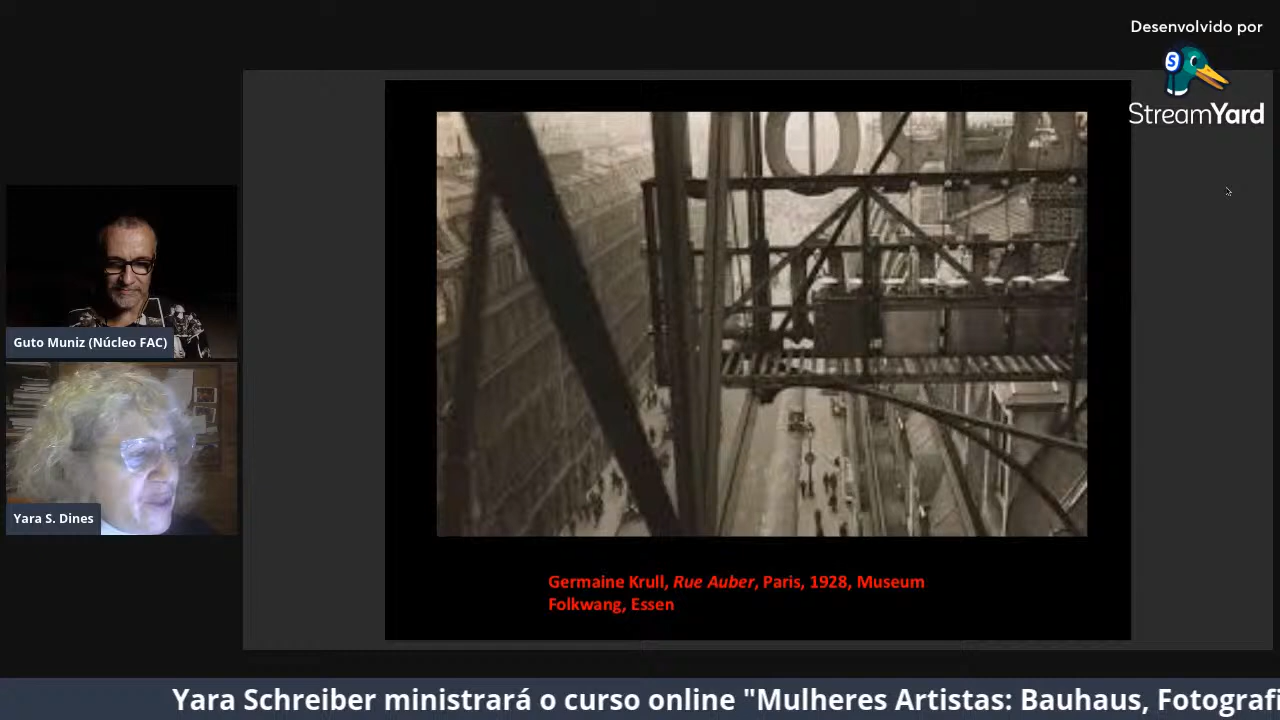 Desenvolvido por
S
StreamYard
Guto Muniz (Núcleo FAC)
Yara S. Dines
Germaine Krull, Rue Auber, Paris, 1928, Museum
Folkwang, Essen
Yara Schreiber ministrará o curso online "Mulheres Artistas: Bauhaus, Fotografi